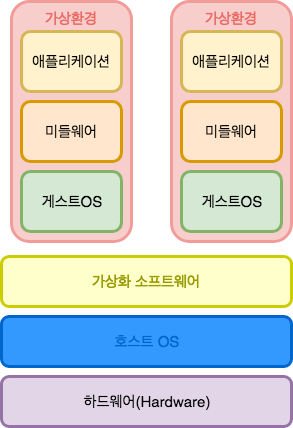 가상환경
애플리케이션
미들웨어
게스트OS
가상환경
애플리케이션
미들웨어
게스트OS
가상화 소프트웨어
호스트 OS
하드웨어(Hardware)